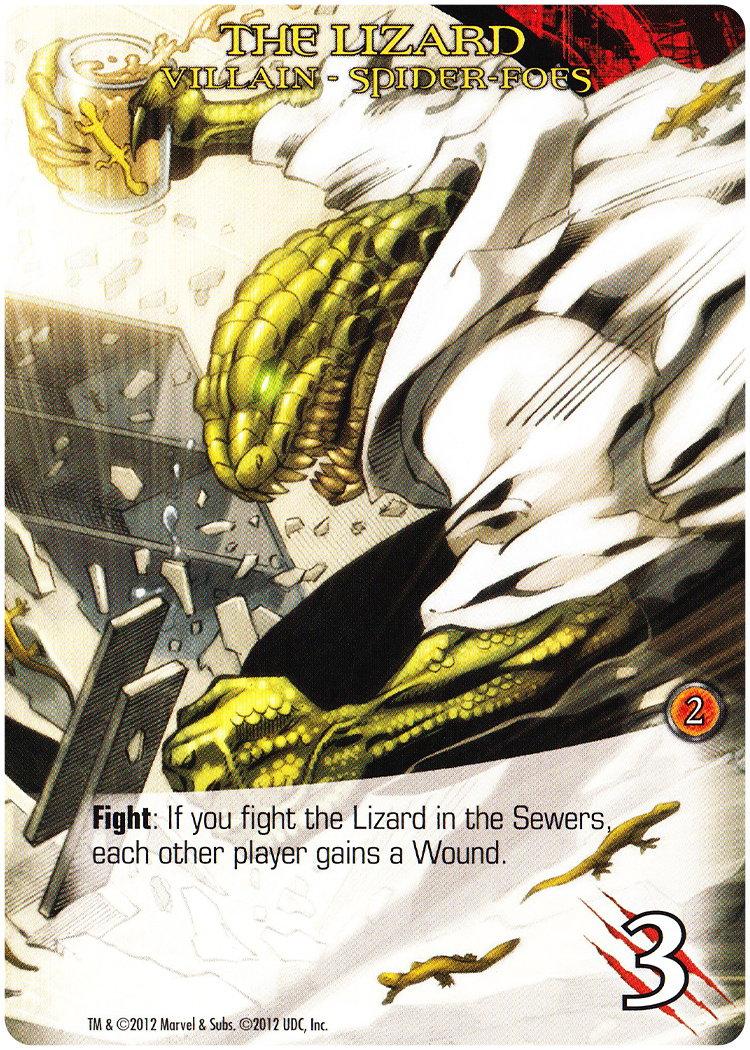 THE LIZARD
VILLAIN - SPIDER-FOES
2
Fight: If you fight the Lizard in the Sewers,
each other player gains a Wound.
3
TM & ©2012 Marvel & Subs. ©2012 UDC, Inc.